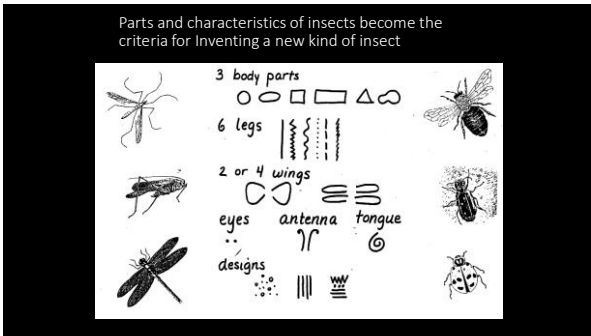 Parts and characteristics of insects become the
criteria for Inventing a new kind of insect
3 body parts
6 legs
2 or 4 wings
eyes antenna tongue
designs